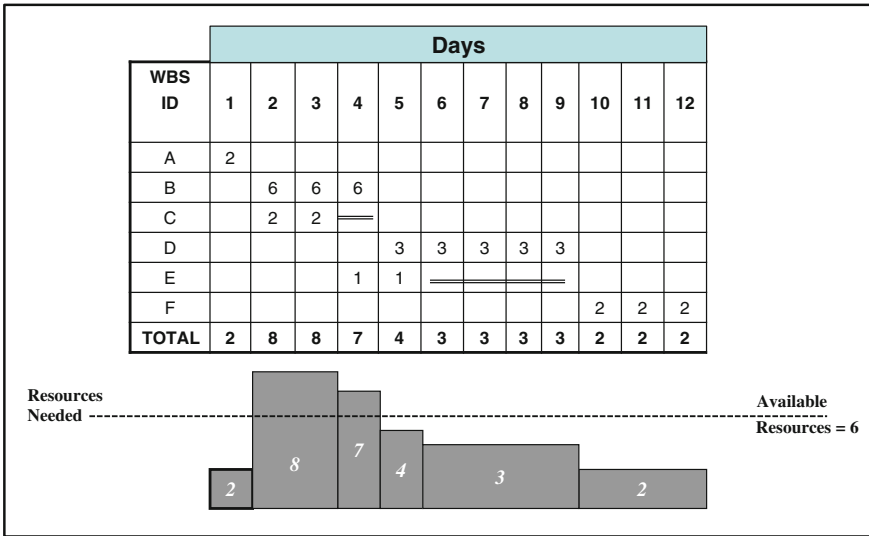 Days
WBS
ID 1 2 3 4 5 6 7 8 9 10 11 12
A 2
B 6 6 6
C 2 2
D 3 3 3 3 3
E 1 1
F 2 2 2
TOTAL 2 8 8 7 4 3 3 3 3 2 2 2
Resources
Needed
Available
Resources = 6
2 8 7 4 3 2